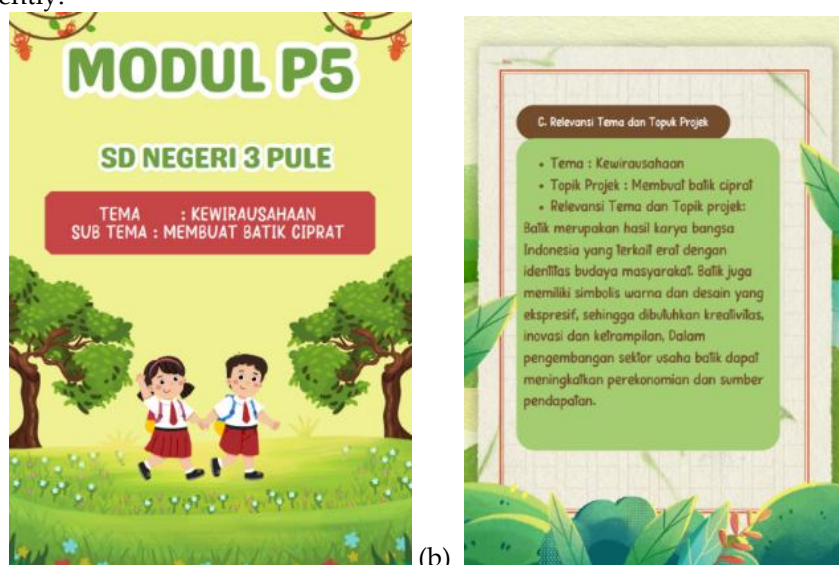 ently.
MODUL P5
SD NEGERI 3 PULE
TEMA : KEWIRAUSAHAAN
SUB TEMA : MEMBUAT BATIK CIPRAT
(b)
C. Relevansi Tema dan Topuk Projek
• Tema : Kewirausahaan
• Topik Projek : Membuat batik ciprat
• Relevansi Tema dan Topik projek:
Batik merupakan hasil karya bangsa
Indonesia yang terkait erat dengan
identitas budaya masyarakat. Batik juga
memiliki simbolis warna dan desain yang
ekspresif, sehingga dibutuhkan kreativitas,
inovasi dan keirampilan, Dalam
pengembangan sektor usaha batik dapat
meningkatkan perekonomian dan sumber
pendapatan.